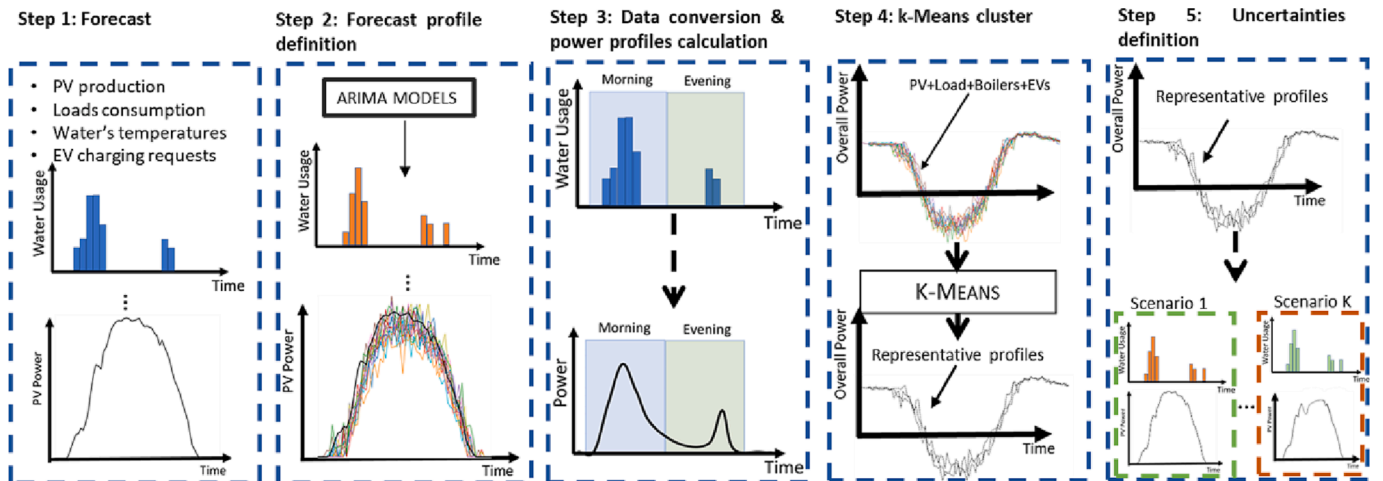 Step 1: Forecast
• PV production
• Loads consumption
• Water's temperatures
• EV charging requests
Water Usage
Time
PV Power
Time
Step 2: Forecast profile
definition
ARIMA MODELS
Water Usage
Time
PV Power
Time
Step 3: Data conversion &
power profiles calculation
Morning
Evening
Water Usage
Time
Morning
Evening
Power
Time
Step 4: k-Means cluster
PV+Load+Boilers+EVs
Overall Power
Time
K-MEANS
Representative profiles
Overall Power
Time
Step 5: Uncertainties
definition
Representative profiles
Overall Power
Time
Scenario 1
Water Usage
Time
PV Power
Time
Scenario K
Water Usage
Time
PV Power
Time